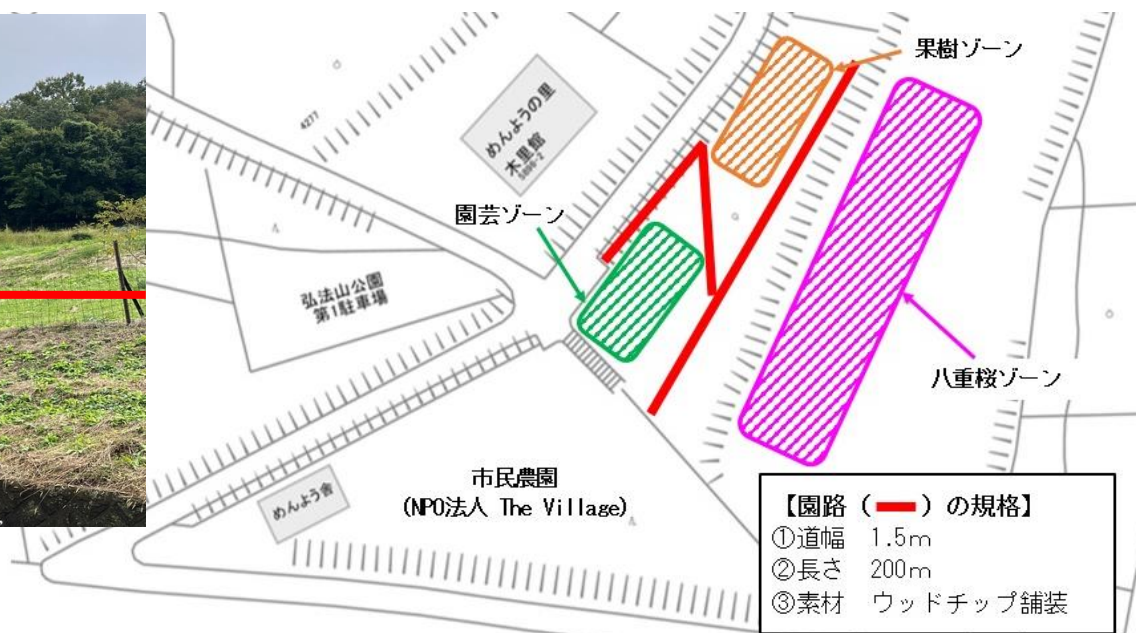 果樹ゾーン
4277
めんようの里
木里館
5896-2
園芸ゾーン
弘法山公園
第1駐車場
八重桜ゾーン
市民農園
(NPO法人 The Village)
めんよう舎
【園路（━）の規格】
①道幅　1.5m
②長さ　200m
③素材　ウッドチップ舗装